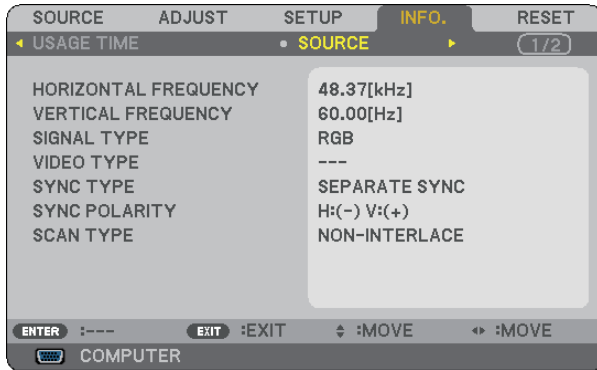 SOURCE ADJUST SETUP INFO. RESET
USAGE TIME SOURCE 1/2
HORIZONTAL FREQUENCY 48.37[kHz]
VERTICAL FREQUENCY 60.00[Hz]
SIGNAL TYPE RGB
VIDEO TYPE ---
SYNC TYPE SEPARATE SYNC
SYNC POLARITY H:(-) V:(+)
SCAN TYPE NON-INTERLACE
ENTER :--- EXIT :EXIT :MOVE :MOVE
COMPUTER